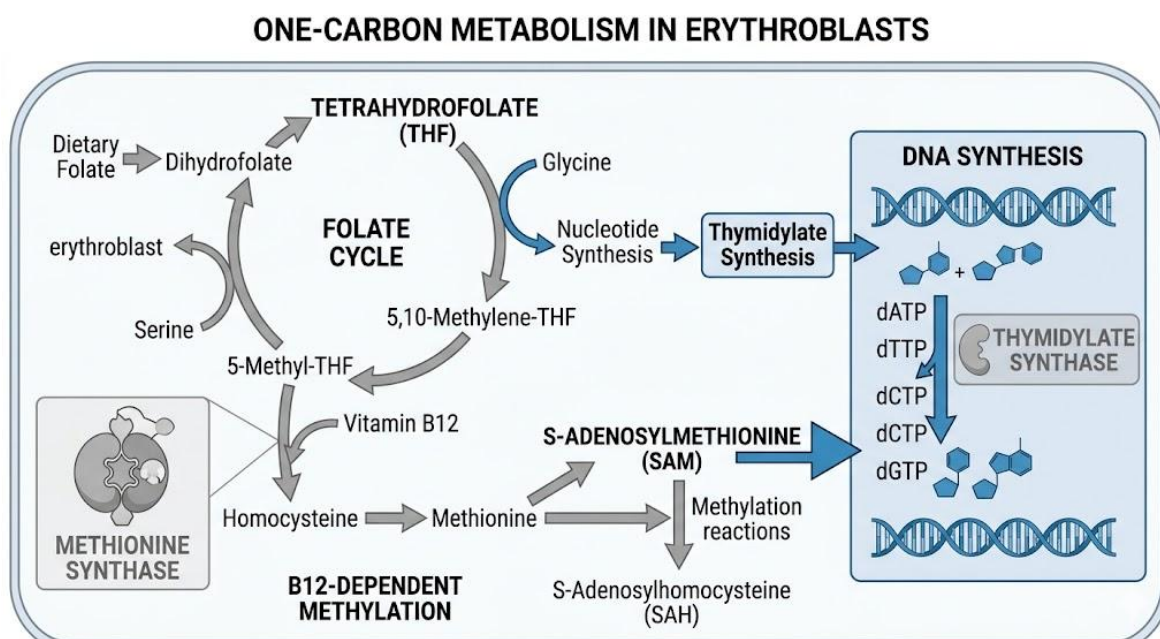 ONE-CARBON METABOLISM IN ERYTHROBLASTS
TETRAHYDROFOLATE
(THF)
Dietary
Folate
Dihydrofolate
Glycine
DNA SYNTHESIS
erythroblast
FOLATE
CYCLE
Nucleotide
Synthesis
Thymidylate
Synthesis
+
Serine
5,10-Methylene-THF
dATP
dTTP
dCTP
dCTP
dGTP
THYMIDYLATE
SYNTHASE
5-Methyl-THF
Vitamin B12
S-ADENOSYLMETHIONINE
(SAM)
METHIONINE
SYNTHASE
Homocysteine
Methionine
Methylation
reactions
B12-DEPENDENT
METHYLATION
S-Adenosylhomocysteine
(SAH)